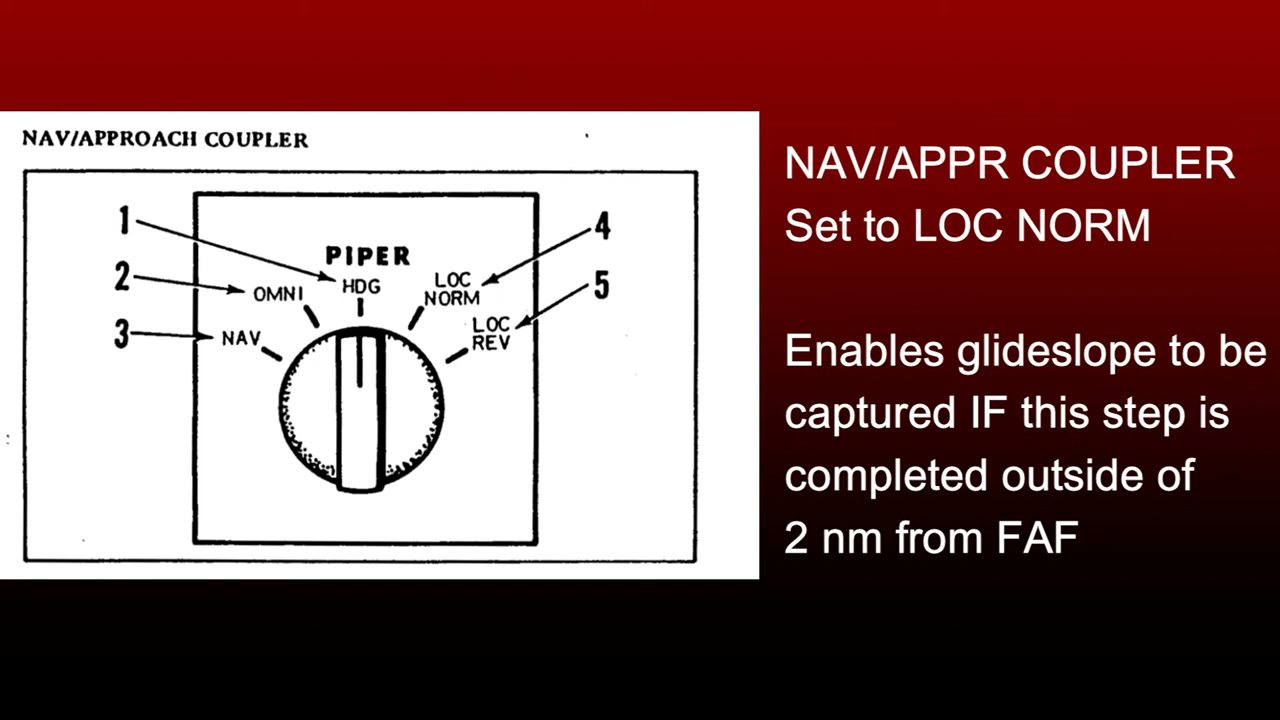 NAV/APPROACH COUPLER
1
2
3
4
5
PIPER
HDG
OMNI
NAV
LOC
NORM
LOC
REV
NAV/APPR COUPLER
Set to LOC NORM
Enables glideslope to be
captured IF this step is
completed outside of
2 nm from FAF